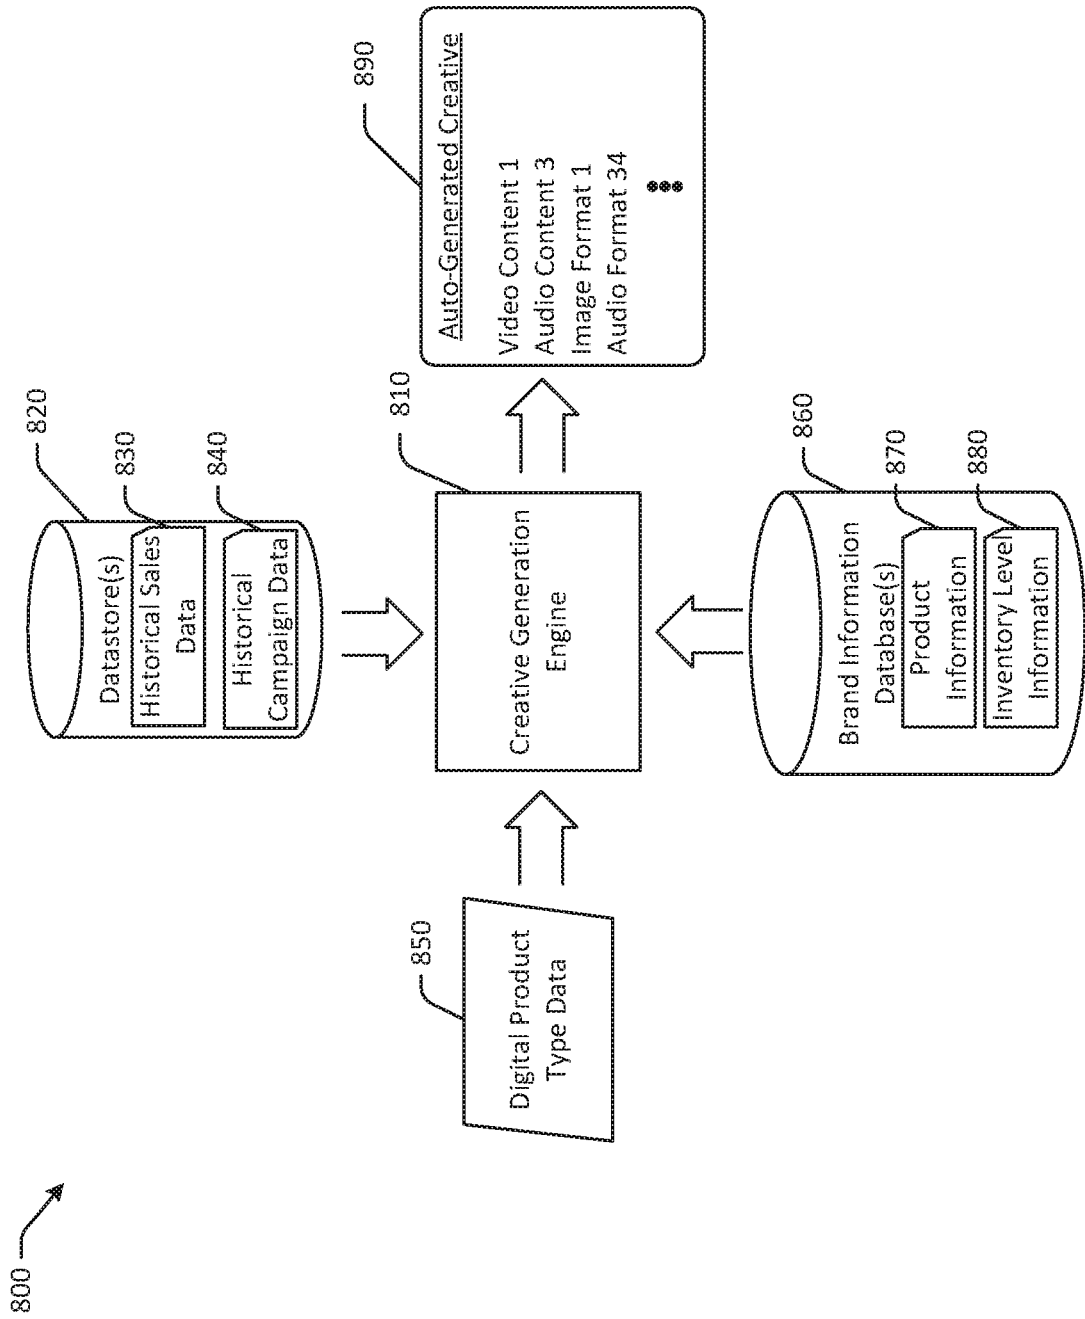 800
820
Datastore(s)
830
Historical Sales
Data
840
Historical
Campaign Data
850
Digital Product
Type Data
810
Creative Generation
Engine
890
Auto-Generated Creative
Video Content 1
Audio Content 3
Image Format 1
Audio Format 34
860
Brand Information
Database(s)
870
Product
Information
880
Inventory Level
Information